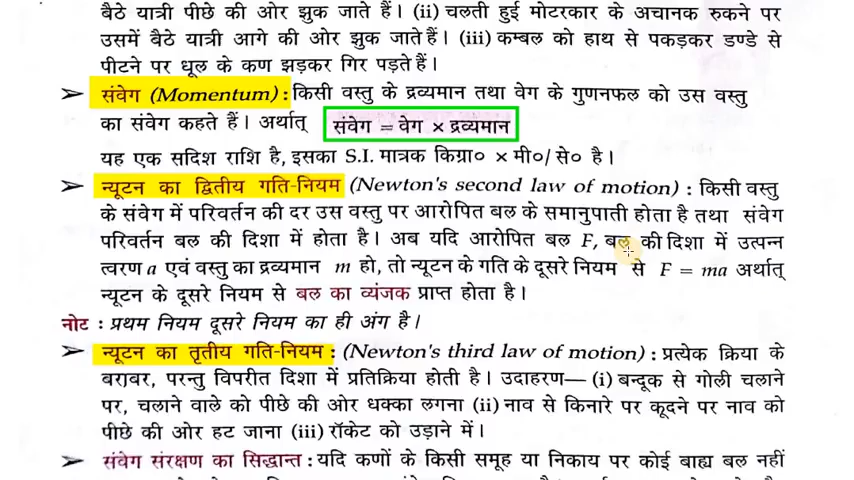 बैठे यात्री पीछे की ओर झुक जाते हैं। (ii) चलती हुई मोटरकार के अचानक रुकने पर
उसमें बैठे यात्री आगे की ओर झुक जाते हैं। (iii) कम्बल को हाथ से पकड़कर डण्डे से
पीटने पर धूल के कण झड़कर गिर पड़ते हैं।
➢ संवेग (Momentum) : किसी वस्तु के द्रव्यमान तथा वेग के गुणनफल को उस वस्तु
का संवेग कहते हैं। अर्थात् संवेग = वेग × द्रव्यमान
यह एक सदिश राशि है, इसका S.I. मात्रक किग्रा० × मी०/से० है।
➢ न्यूटन का द्वितीय गति-नियम (Newton's second law of motion) : किसी वस्तु
के संवेग में परिवर्तन की दर उस वस्तु पर आरोपित बल के समानुपाती होता है तथा संवेग
परिवर्तन बल की दिशा में होता है। अब यदि आरोपित बल F, बल की दिशा में उत्पन्न
त्वरण a एवं वस्तु का द्रव्यमान m हो, तो न्यूटन के गति के दूसरे नियम से F = ma अर्थात्
न्यूटन के दूसरे नियम से बल का व्यंजक प्राप्त होता है।
नोट : प्रथम नियम दूसरे नियम का ही अंग है।
➢ न्यूटन का तृतीय गति-नियम : (Newton's third law of motion) : प्रत्येक क्रिया के
बराबर, परन्तु विपरीत दिशा में प्रतिक्रिया होती है। उदाहरण— (i) बन्दूक से गोली चलाने
पर, चलाने वाले को पीछे की ओर धक्का लगना (ii) नाव से किनारे पर कूदने पर नाव को
पीछे की ओर हट जाना (iii) रॉकेट को उड़ाने में।
➢ संवेग संरक्षण का सिद्धान्त : यदि कणों के किसी समूह या निकाय पर कोई बाह्य बल नहीं